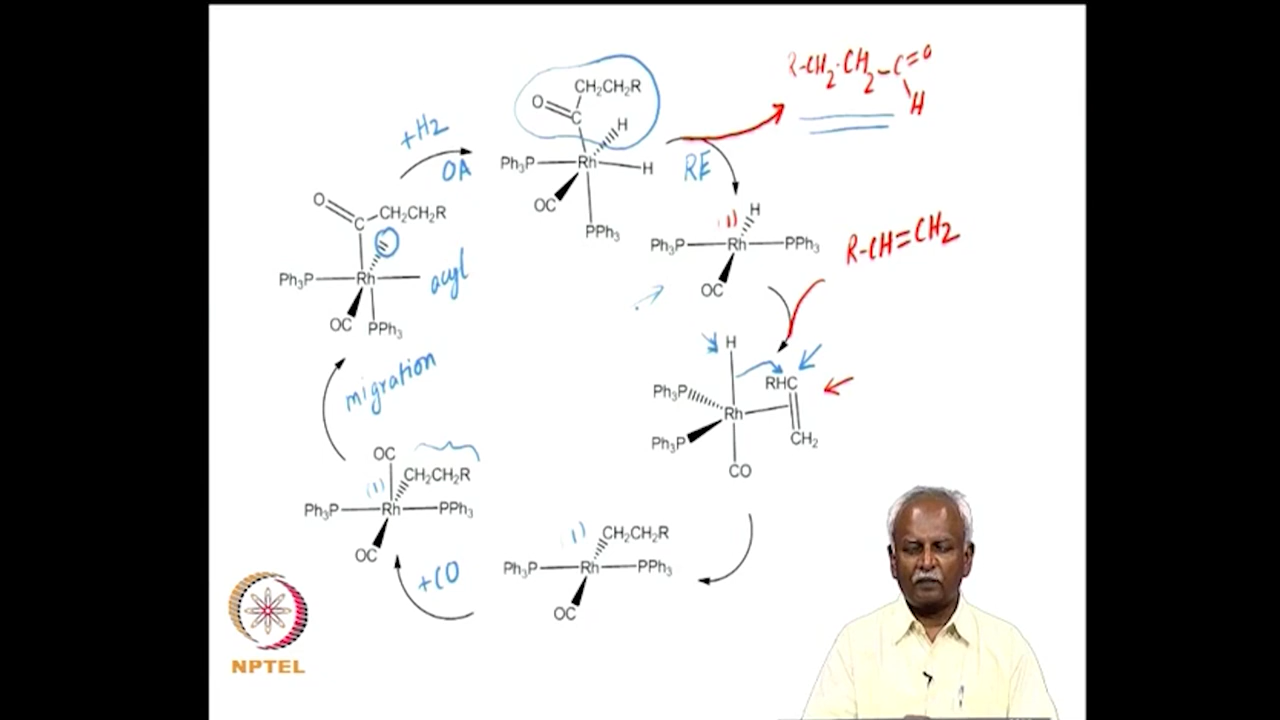 R-CH2-CH2-C=O
H
CH2CH2R
O
C
H
+H2
OA
Ph3P
Rh
H
RE
OC
PPh3
O
C
CH2CH2R
(I)
H
R-CH=CH2
Ph3P
Rh
PPh3
Ph3P
Rh
acyl
OC
OC
PPh3
H
migration
Ph3P
RHC
Rh
Ph3P
CH2
CO
OC
(I)
CH2CH2R
Ph3P
Rh
PPh3
OC
(I)
CH2CH2R
+CO
Ph3P
Rh
PPh3
OC
NPTEL